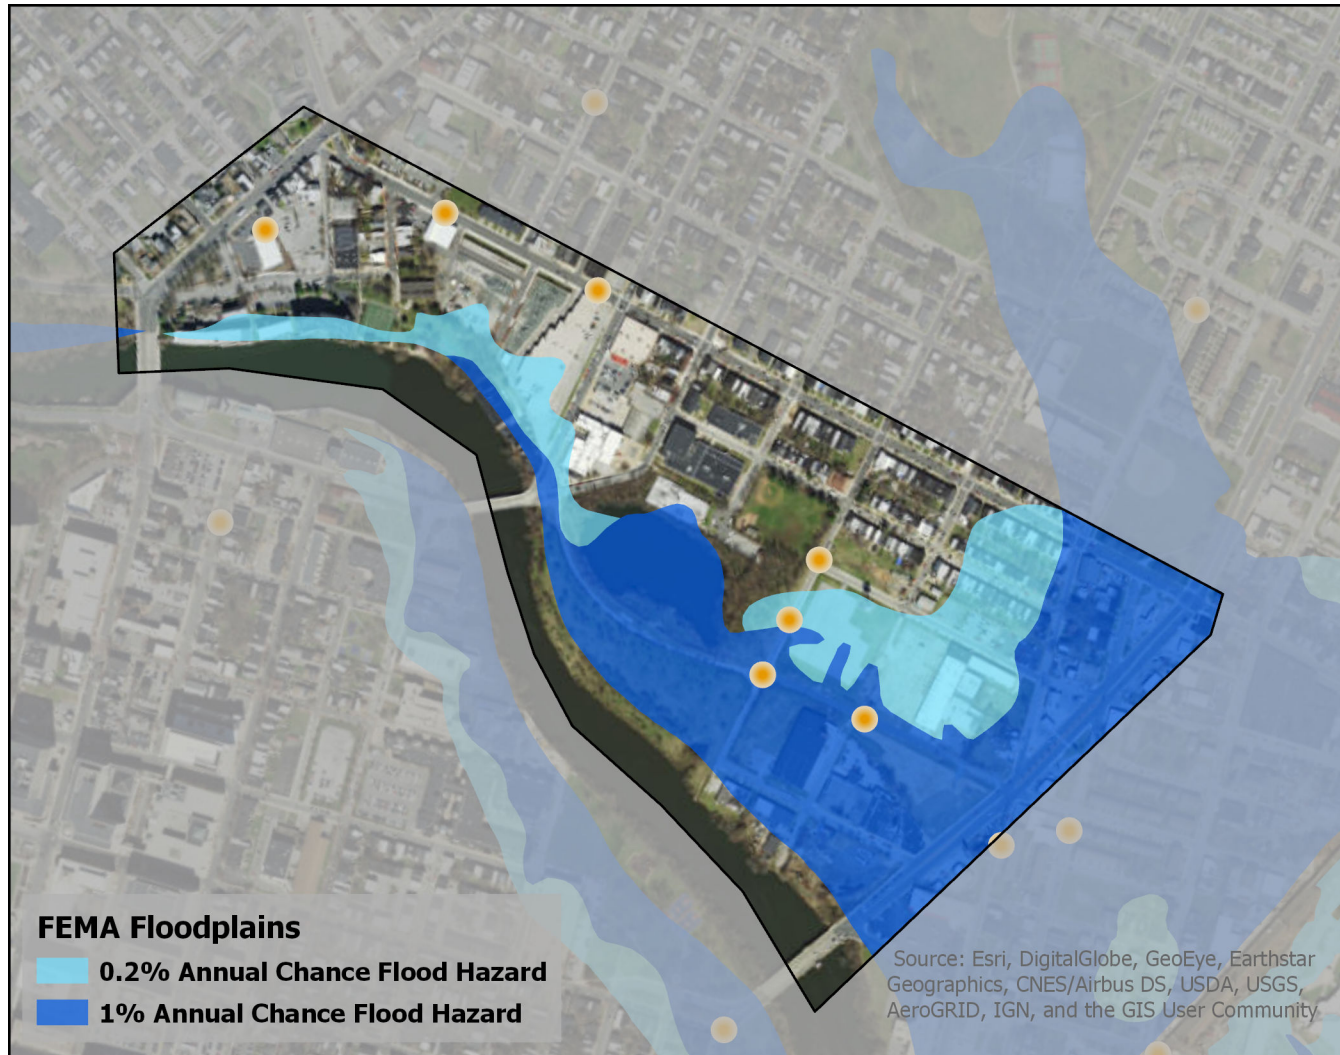 FEMA Floodplains
0.2% Annual Chance Flood Hazard
1% Annual Chance Flood Hazard
Source: Esri, DigitalGlobe, GeoEye, Earthstar
Geographics, CNES/Airbus DS, USDA, USGS,
AeroGRID, IGN, and the GIS User Community